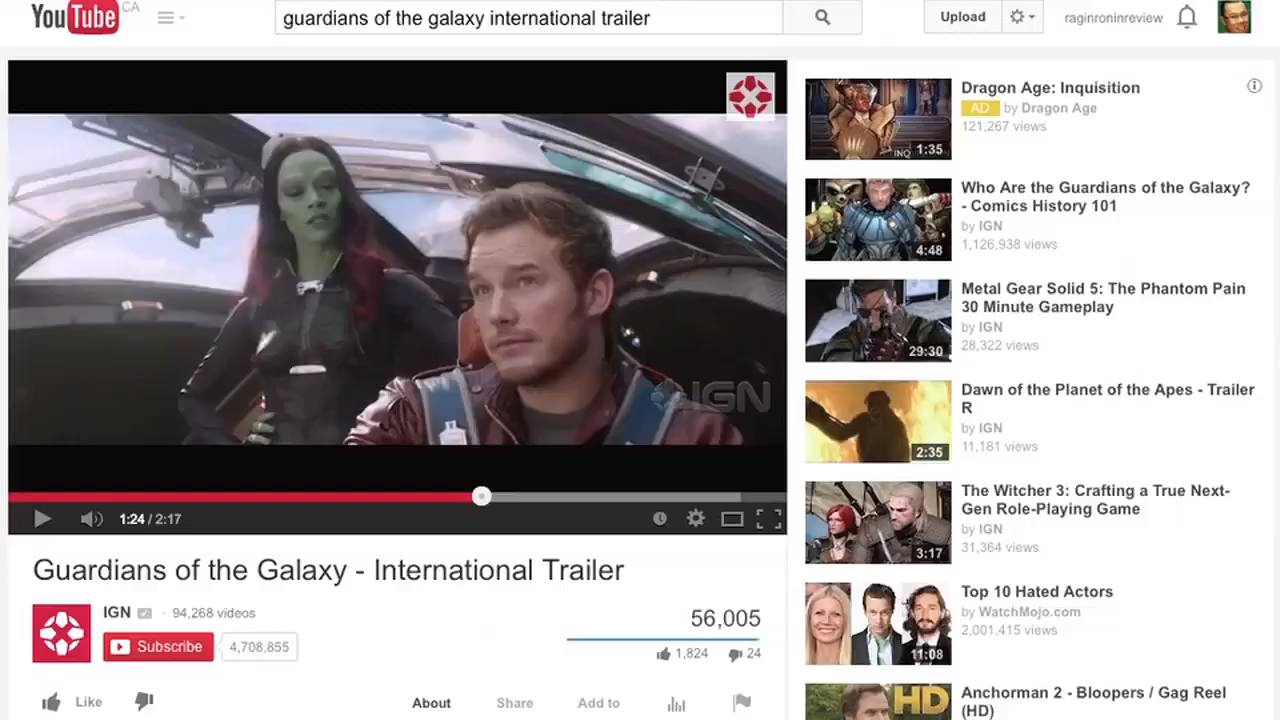 YouTube CA
guardians of the galaxy international trailer
Upload
raginroninreview
IGN
1:24 / 2:17
Guardians of the Galaxy - International Trailer
IGN · 94,268 videos
Subscribe 4,708,855
56,005
1,824 24
Like
About Share Add to
Dragon Age: Inquisition
AD by Dragon Age
121,267 views
INQ
1:35
Who Are the Guardians of the Galaxy?
- Comics History 101
by IGN
1,126,938 views
4:48
Metal Gear Solid 5: The Phantom Pain
30 Minute Gameplay
by IGN
28,322 views
29:30
Dawn of the Planet of the Apes - Trailer
R
by IGN
11,181 views
2:35
The Witcher 3: Crafting a True Next-
Gen Role-Playing Game
by IGN
31,364 views
3:17
Top 10 Hated Actors
by WatchMojo.com
2,001,415 views
11:08
Anchorman 2 - Bloopers / Gag Reel
(HD)
HD